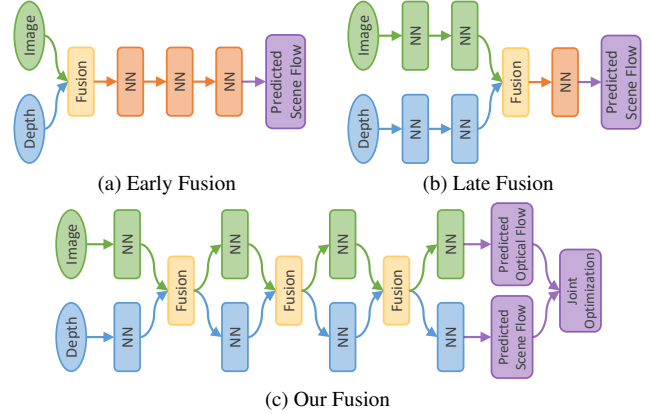 Image
Depth
Fusion
NN
NN
NN
Predicted
Scene Flow
(a) Early Fusion
Image
NN
NN
Depth
NN
NN
Fusion
NN
Predicted
Scene Flow
(b) Late Fusion
Image
NN
NN
NN
NN
Predicted
Optical Flow
Fusion
Fusion
Fusion
Joint
Optimization
Depth
NN
NN
NN
NN
Predicted
Scene Flow
(c) Our Fusion